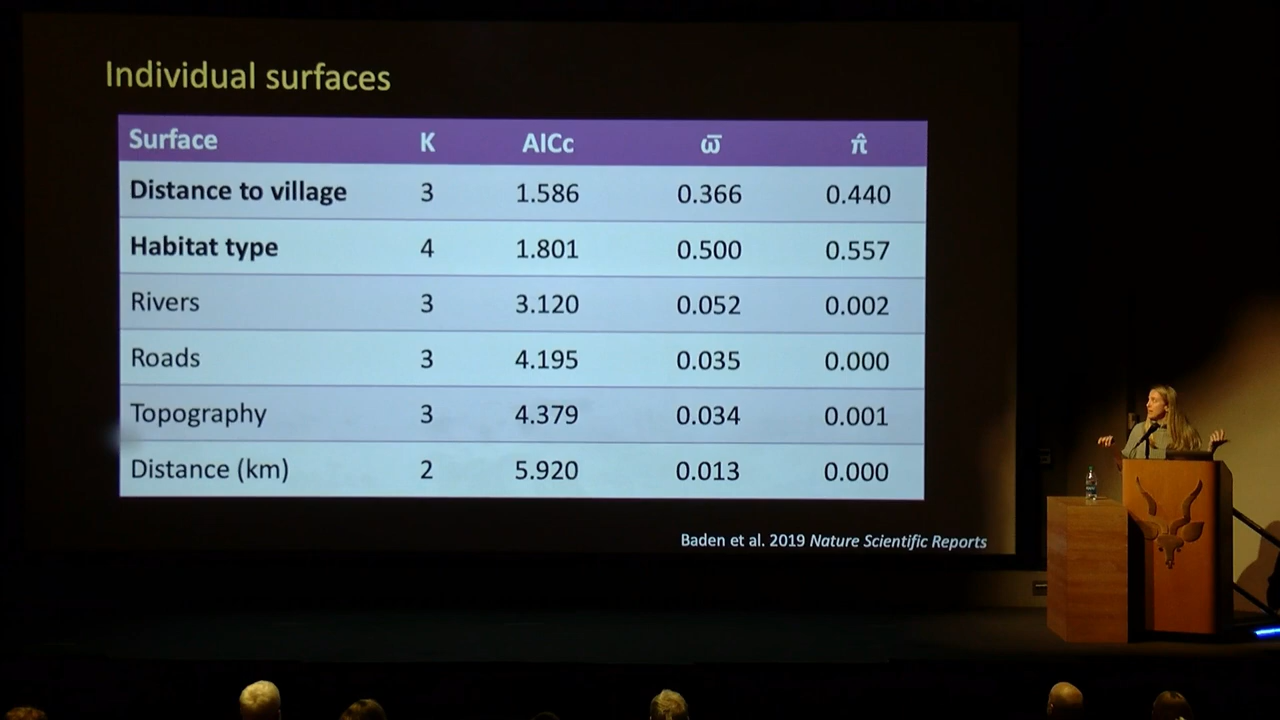 Individual surfaces
Surface K AICc ω̅ π̂
Distance to village 3 1.586 0.366 0.440
Habitat type 4 1.801 0.500 0.557
Rivers 3 3.120 0.052 0.002
Roads 3 4.195 0.035 0.000
Topography 3 4.379 0.034 0.001
Distance (km) 2 5.920 0.013 0.000
Baden et al. 2019 Nature Scientific Reports